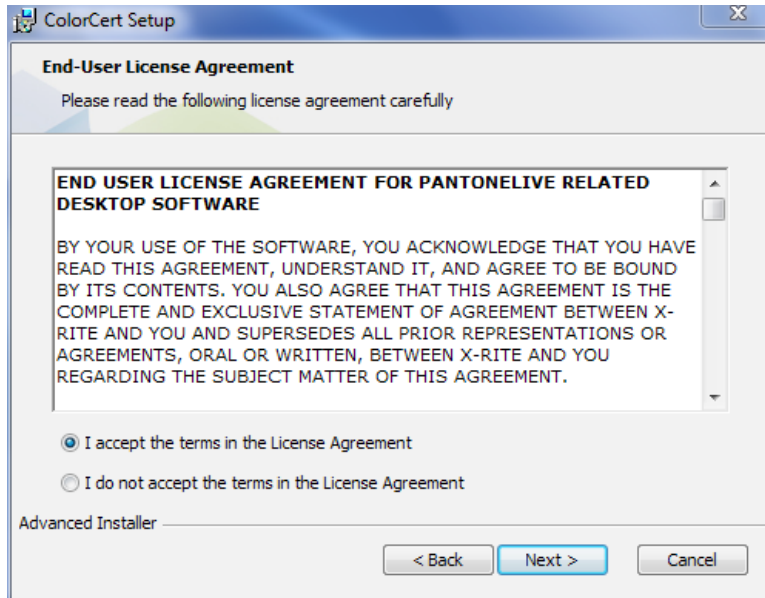 ColorCert Setup
End-User License Agreement
Please read the following license agreement carefully
END USER LICENSE AGREEMENT FOR PANTONELIVE RELATED
DESKTOP SOFTWARE
BY YOUR USE OF THE SOFTWARE, YOU ACKNOWLEDGE THAT YOU HAVE
READ THIS AGREEMENT, UNDERSTAND IT, AND AGREE TO BE BOUND
BY ITS CONTENTS. YOU ALSO AGREE THAT THIS AGREEMENT IS THE
COMPLETE AND EXCLUSIVE STATEMENT OF AGREEMENT BETWEEN X-
RITE AND YOU AND SUPERSEDES ALL PRIOR REPRESENTATIONS OR
AGREEMENTS, ORAL OR WRITTEN, BETWEEN X-RITE AND YOU
REGARDING THE SUBJECT MATTER OF THIS AGREEMENT.
I accept the terms in the License Agreement
I do not accept the terms in the License Agreement
Advanced Installer
< Back Next > Cancel